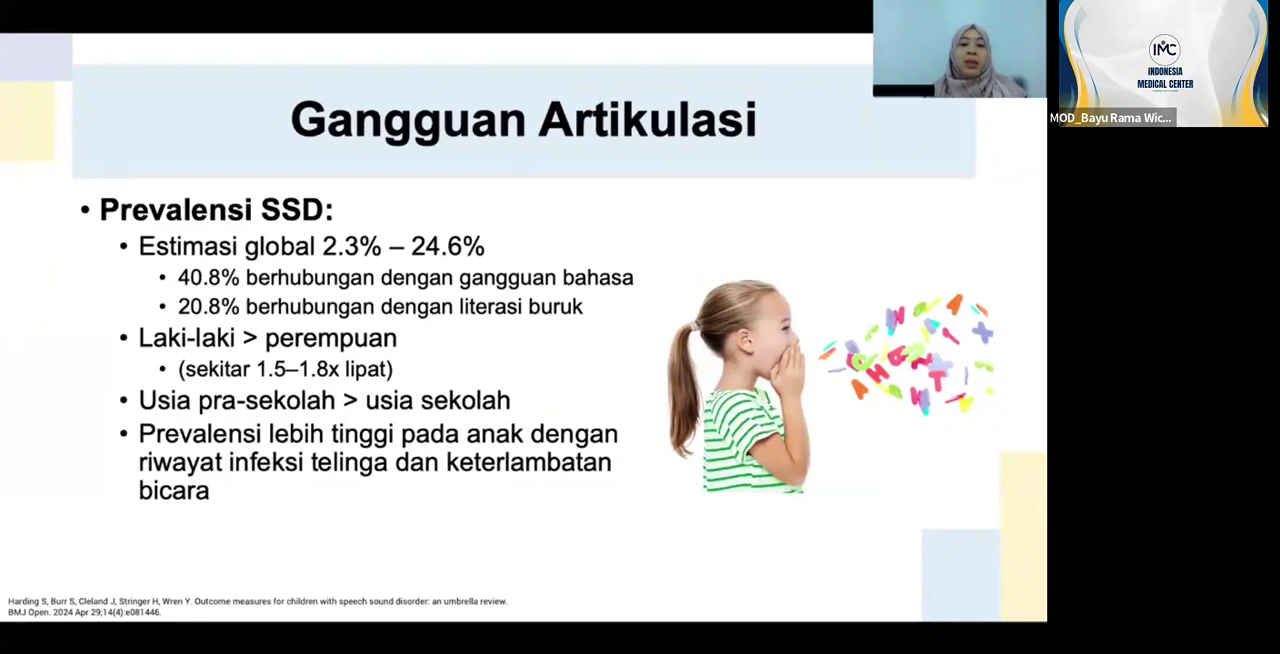 Gangguan Artikulasi
• Prevalensi SSD:
• Estimasi global 2.3% – 24.6%
• 40.8% berhubungan dengan gangguan bahasa
• 20.8% berhubungan dengan literasi buruk
• Laki-laki > perempuan
• (sekitar 1.5–1.8x lipat)
• Usia pra-sekolah > usia sekolah
• Prevalensi lebih tinggi pada anak dengan
riwayat infeksi telinga dan keterlambatan
bicara
Harding S, Burr S, Cleland J, Stringer H, Wren Y. Outcome measures for children with speech sound disorder: an umbrella review.
BMJ Open. 2024 Apr 29;14(4):e081446.
IMC
INDONESIA
MEDICAL CENTER
MOD_Bayu Rama Wic...